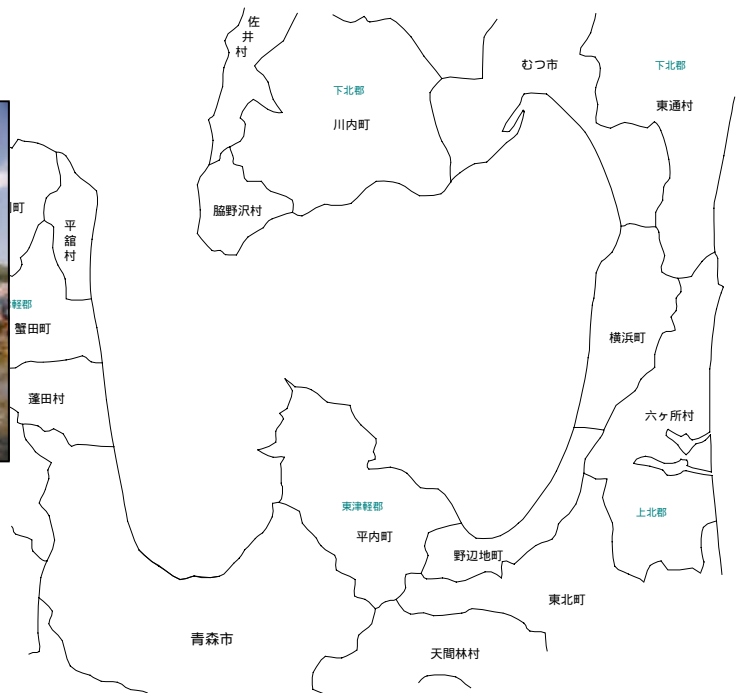 佐井村
むつ市
下北郡
下北郡
川内町
東通村
町
平舘村
脇野沢村
軽郡
蟹田町
横浜町
蓬田村
六ヶ所村
東津軽郡
上北郡
平内町
野辺地町
東北町
青森市
天間林村